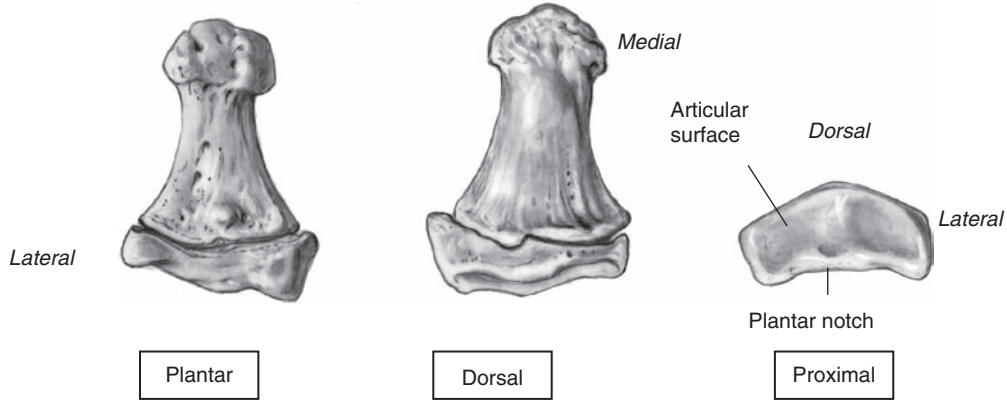 Medial
Articular
surface
Dorsal
Lateral
Lateral
Plantar notch
Plantar
Dorsal
Proximal